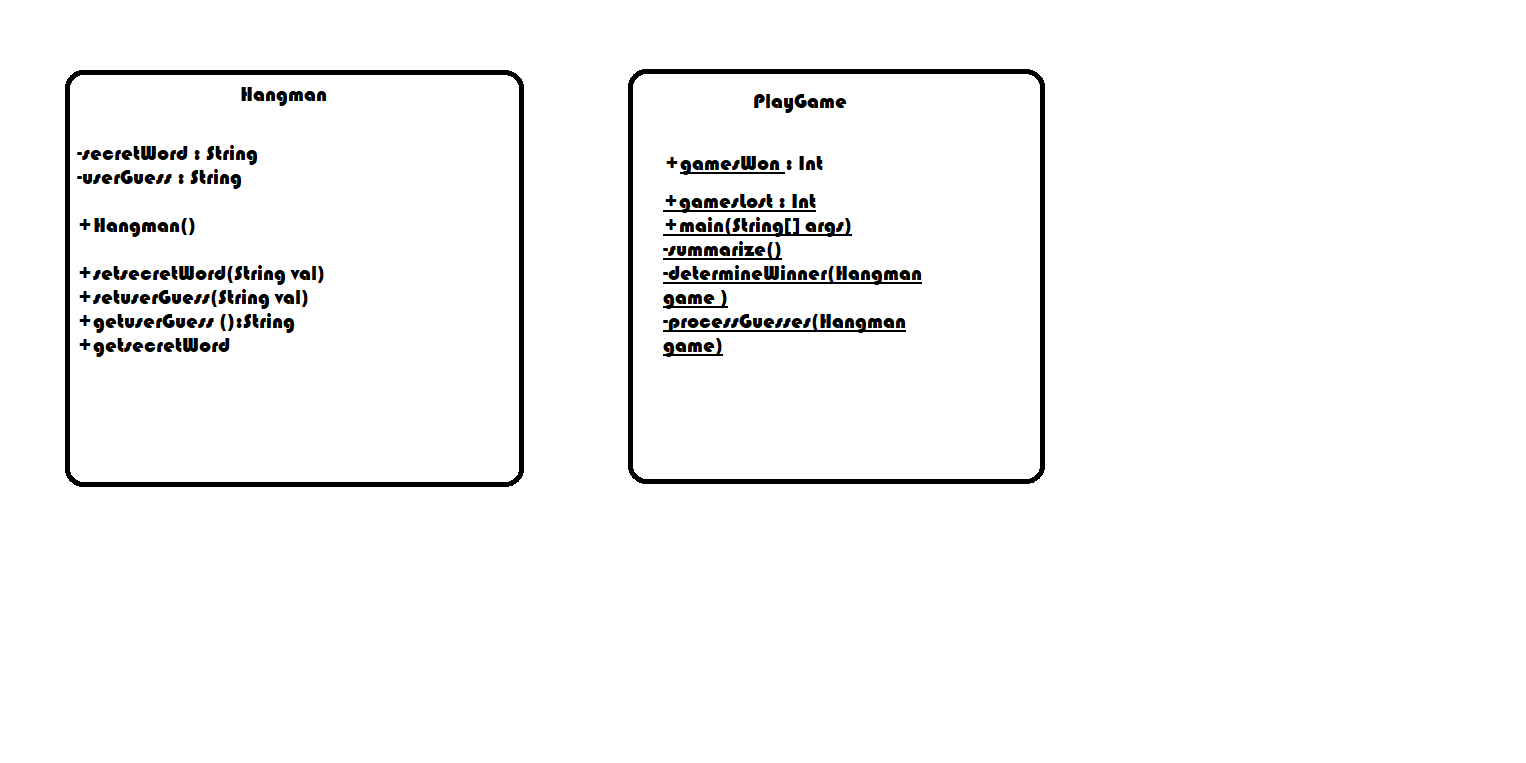 Hangman
-secretWord : String
-userGuess : String
+Hangman()
+setsecretWord(String val)
+setuserGuess(String val)
+getuserGuess ():String
+getsecretWord
PlayGame
+gamesWon : Int
+gamesLost : Int
+main(String[] args)
-summarize()
-determineWinner(Hangman
game )
-processGuesses(Hangman
game)